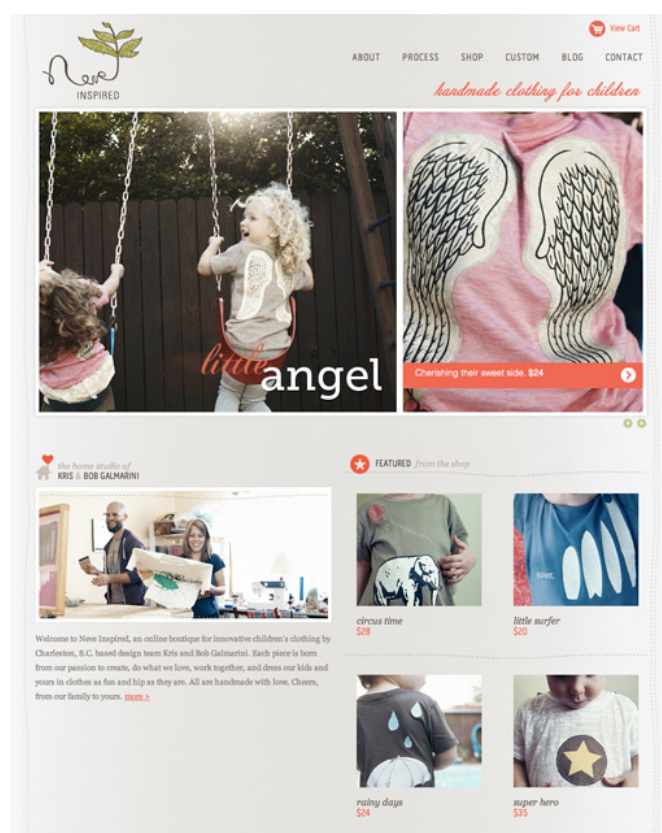 View Cart
Neve
INSPIRED
ABOUT PROCESS SHOP CUSTOM BLOG CONTACT
handmade clothing for children
little
angel
Cherishing their sweet side. $24
the home studio of
KRIS & BOB GALMARINI
FEATURED from the shop
circus time
$28
little surfer
$20
Welcome to Neve Inspired, an online boutique for innovative children's clothing by
Charleston, S.C. based design team Kris and Bob Galmarini. Each piece is born
from our passion to create, do what we love, work together, and dress our kids and
yours in clothes as fun and hip as they are. All are handmade with love. Cheers,
from our family to yours. more >
rainy days
$24
super hero
$35